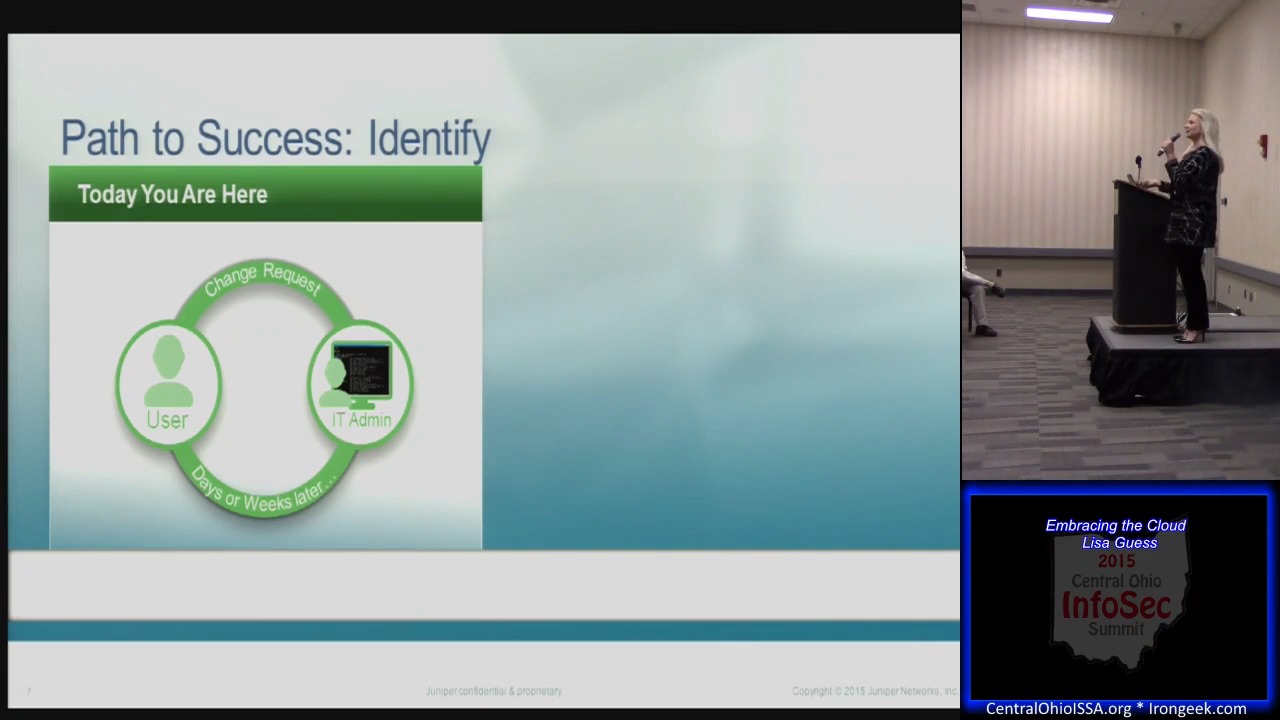 Path to Success: Identify
Today You Are Here
Change Request
User
IT Admin
Days or Weeks later...
7
Juniper confidential & proprietary
Copyright © 2015 Juniper Networks, Inc.
Embracing the Cloud
Lisa Guess
2015
Central Ohio
InfoSec
Summit
CentralOhioISSA.org * Irongeek.com